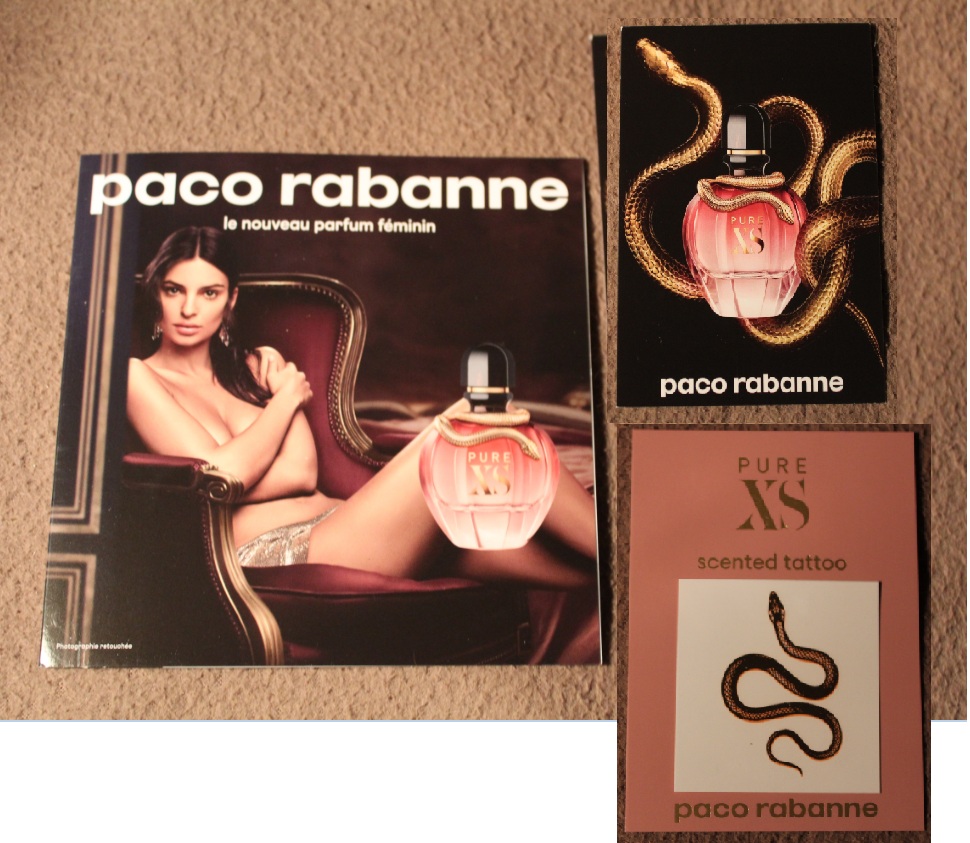 paco rabanne
le nouveau parfum féminin
PURE
XS
Photographie retouchée
PURE
XS
paco rabanne
PURE
XS
scented tattoo
paco rabanne